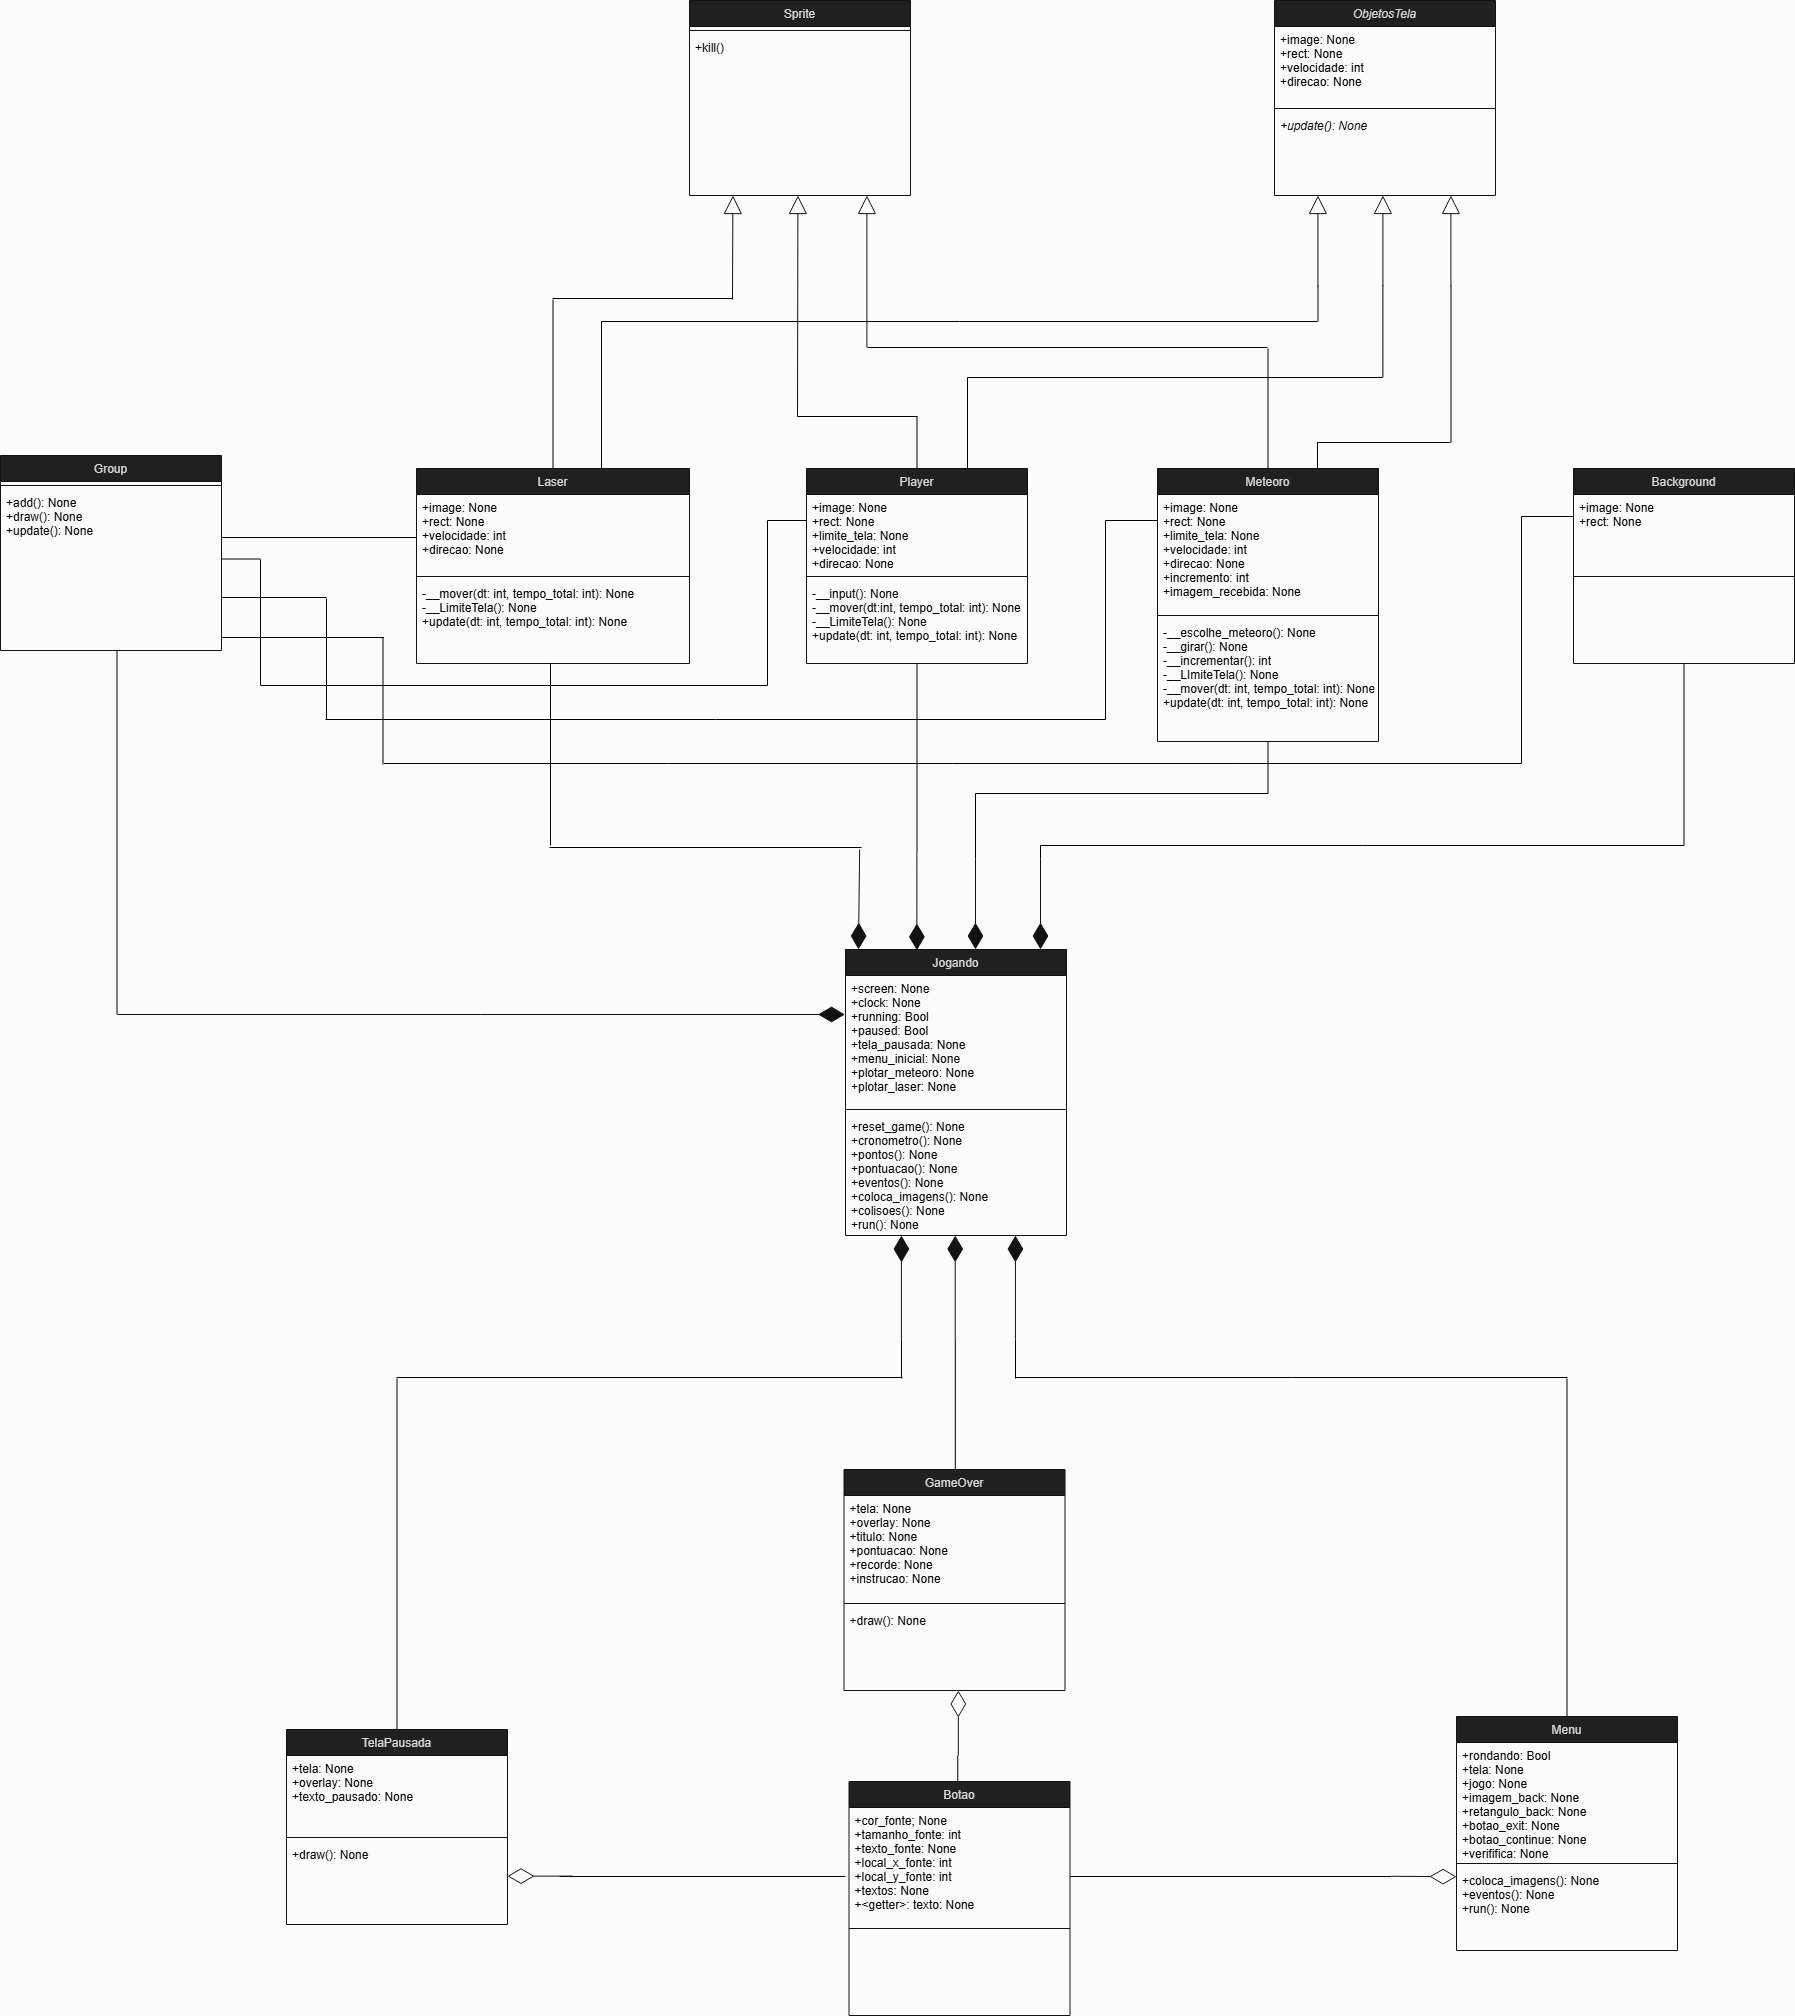 Sprite
+kill()
ObjetosTela
+image: None
+rect: None
+velocidade: int
+direcao: None
+update(): None
Group
+add(): None
+draw(): None
+update(): None
Laser
+image: None
+rect: None
+velocidade: int
+direcao: None
-__mover(dt: int, tempo_total: int): None
-__LimiteTela(): None
+update(dt: int, tempo_total: int): None
Player
+image: None
+rect: None
+limite_tela: None
+velocidade: int
+direcao: None
-__input(): None
-__mover(dt:int, tempo_total: int): None
-__LimiteTela(): None
+update(dt: int, tempo_total: int): None
Meteoro
+image: None
+rect: None
+limite_tela: None
+velocidade: int
+direcao: None
+incremento: int
+imagem_recebida: None
-__escolhe_meteoro(): None
-__girar(): None
-__incrementar(): int
-__LImiteTela(): None
-__mover(dt: int, tempo_total: int): None
+update(dt: int, tempo_total: int): None
Background
+image: None
+rect: None
Jogando
+screen: None
+clock: None
+running: Bool
+paused: Bool
+tela_pausada: None
+menu_inicial: None
+plotar_meteoro: None
+plotar_laser: None
+reset_game(): None
+cronometro(): None
+pontos(): None
+pontuacao(): None
+eventos(): None
+coloca_imagens(): None
+colisoes(): None
+run(): None
GameOver
+tela: None
+overlay: None
+titulo: None
+pontuacao: None
+recorde: None
+instrucao: None
+draw(): None
TelaPausada
+tela: None
+overlay: None
+texto_pausado: None
+draw(): None
Botao
+cor_fonte; None
+tamanho_fonte: int
+texto_fonte: None
+local_x_fonte: int
+local_y_fonte: int
+textos: None
+<getter>: texto: None
Menu
+rondando: Bool
+tela: None
+jogo: None
+imagem_back: None
+retangulo_back: None
+botao_exit: None
+botao_continue: None
+verififica: None
+coloca_imagens(): None
+eventos(): None
+run(): None